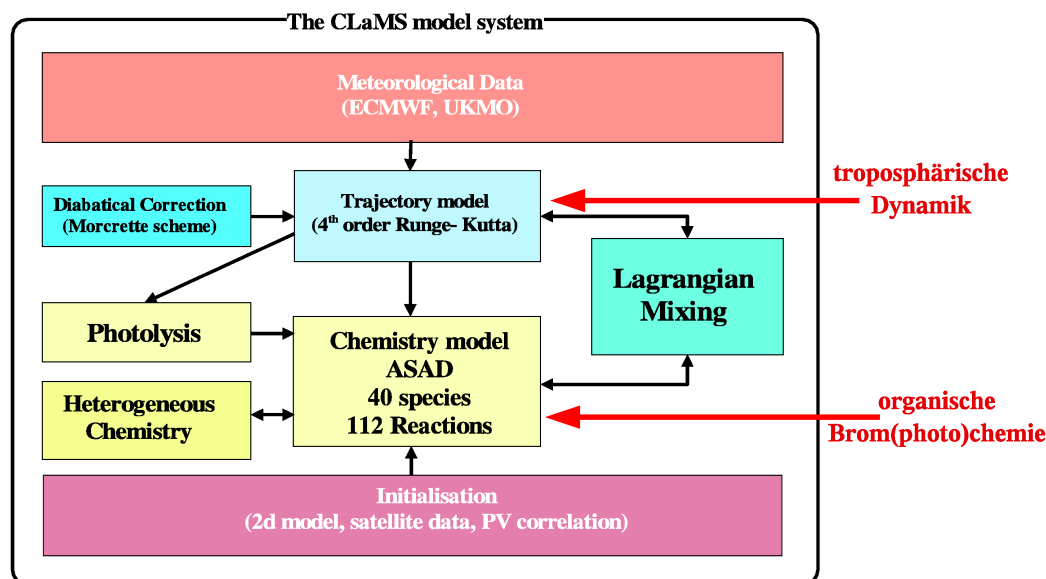 The CLaMS model system
Meteorological Data
(ECMWF, UKMO)
troposphärische
Dynamik
Diabatical Correction
(Morcrette scheme)
Trajectory model
(4th order Runge- Kutta)
Lagrangian
Mixing
Photolysis
Chemistry model
ASAD
40 species
112 Reactions
Heterogeneous
Chemistry
organische
Brom(photo)chemie
Initialisation
(2d model, satellite data, PV correlation)